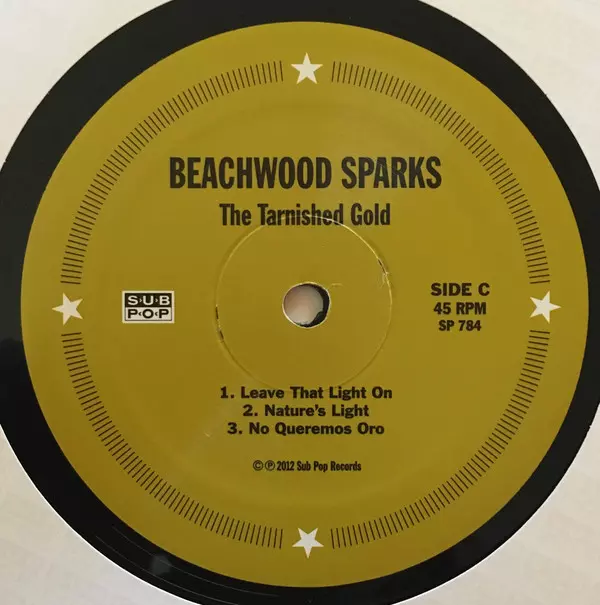 BEACHWOOD SPARKS
The Tarnished Gold
SUB
POP
SIDE C
45 RPM
SP 784
1. Leave That Light On
2. Nature's Light
3. No Queremos Oro
©℗ 2012 Sub Pop Records